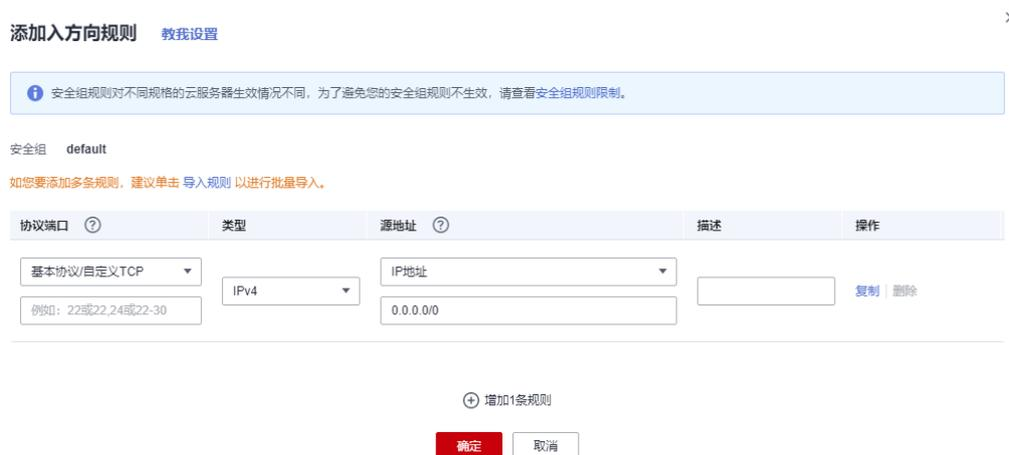 添加入方向规则 教我设置
安全组规则对不同规格的云服务器生效情况不同，为了避免您的安全组规则不生效，请查看安全组规则限制。
安全组 default
如您要添加多条规则，建议单击 导入规则 以进行批量导入。
协议端口 ? 类型 源地址 ? 描述 操作
基本协议/自定义TCP IPv4 IP地址 复制 | 删除
例如：22或22,24或22-30 0.0.0.0/0
增加1条规则
确定 取消